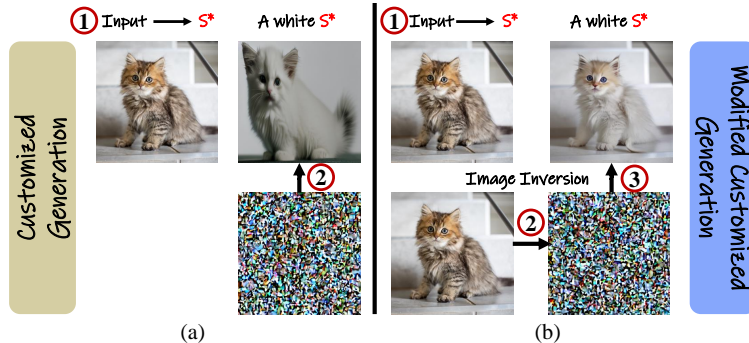 ① Input → S*
A white S*
Customized
Generation
②
(a)
① Input → S*
A white S*
Image Inversion
③
②
Modified Customized
Generation
(b)